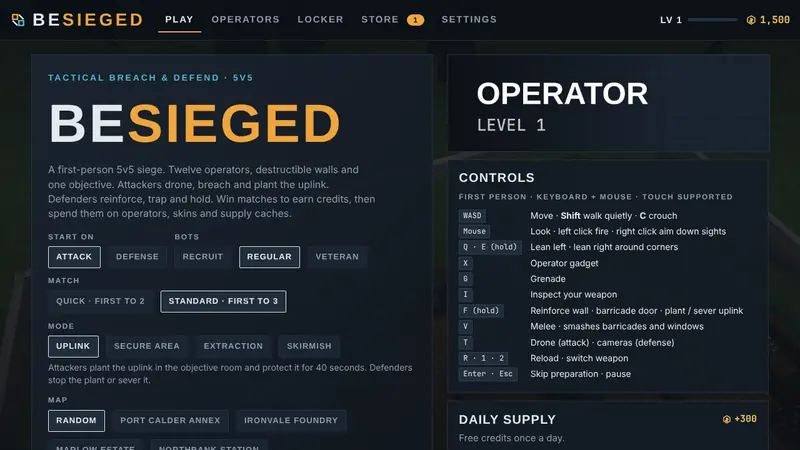 BESIEGED
PLAY
OPERATORS
LOCKER
STORE 1
SETTINGS
LV 1
1,500
TACTICAL BREACH & DEFEND · 5V5
BESIEGED
A first-person 5v5 siege. Twelve operators, destructible walls and
one objective. Attackers drone, breach and plant the uplink.
Defenders reinforce, trap and hold. Win matches to earn credits, then
spend them on operators, skins and supply caches.
START ON
BOTS
ATTACK
DEFENSE
RECRUIT
REGULAR
VETERAN
MATCH
QUICK · FIRST TO 2
STANDARD · FIRST TO 3
MODE
UPLINK
SECURE AREA
EXTRACTION
SKIRMISH
Attackers plant the uplink in the objective room and protect it for 40 seconds. Defenders
stop the plant or sever it.
MAP
RANDOM
PORT CALDER ANNEX
IRONVALE FOUNDRY
MARLOW ESTATE
NORTHBANK STATION
OPERATOR
LEVEL 1
CONTROLS
FIRST PERSON · KEYBOARD + MOUSE · TOUCH SUPPORTED
WASD Move · Shift walk quietly · C crouch
Mouse Look · left click fire · right click aim down sights
Q · E (hold) Lean left · lean right around corners
X Operator gadget
G Grenade
I Inspect your weapon
F (hold) Reinforce wall · barricade door · plant / sever uplink
V Melee · smashes barricades and windows
T Drone (attack) · cameras (defense)
R · 1 · 2 Reload · switch weapon
Enter · Esc Skip preparation · pause
DAILY SUPPLY
+300
Free credits once a day.